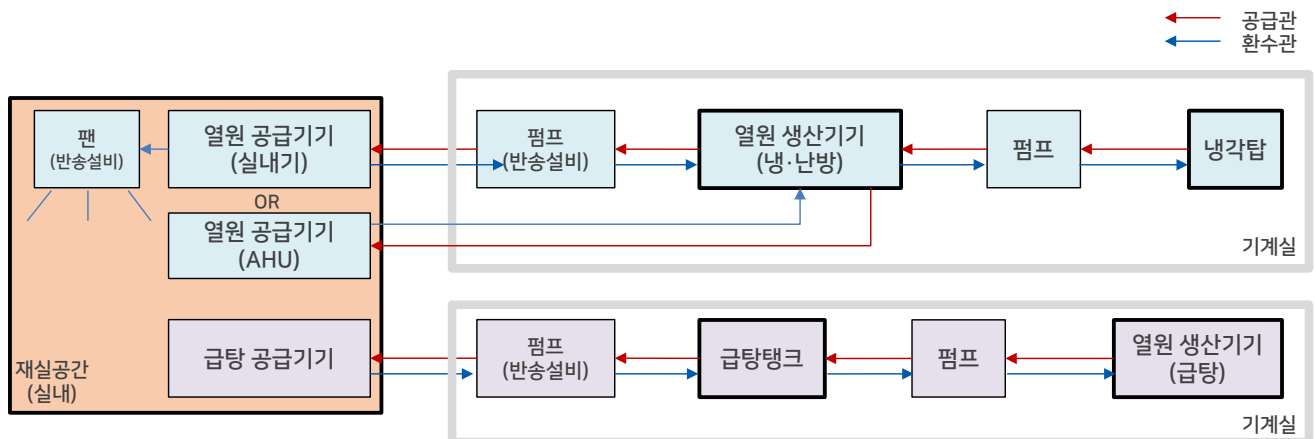 공급관
환수관
팬
(반송설비)
열원 공급기기
(실내기)
펌프
(반송설비)
열원 생산기기
(냉·난방)
펌프
냉각탑
OR
열원 공급기기
(AHU)
기계실
급탕 공급기기
펌프
(반송설비)
급탕탱크
펌프
열원 생산기기
(급탕)
재실공간
(실내)
기계실